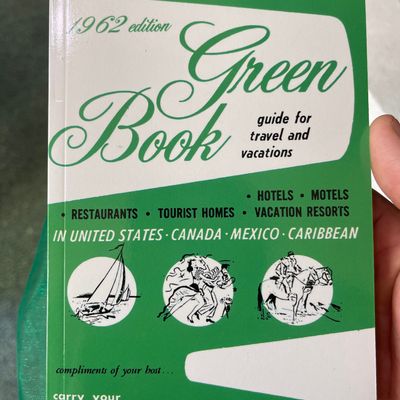 1962 edition
Green
Book
guide for
travel and
vacations
• HOTELS • MOTELS
• RESTAURANTS • TOURIST HOMES • VACATION RESORTS
IN UNITED STATES • CANADA • MEXICO • CARIBBEAN
compliments of your host...
carry your